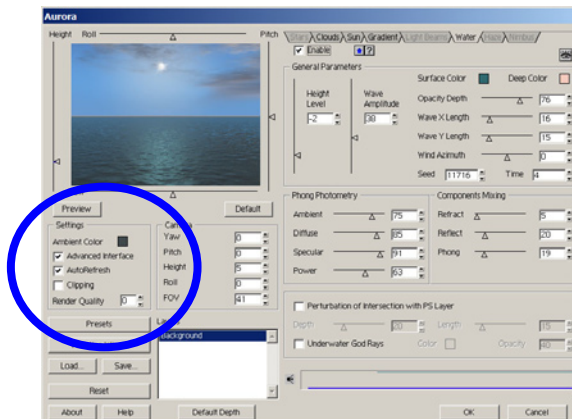 Aurora
Height Roll Pitch
Stars Clouds Sun Gradient Light Beams Water Haze Nimbus
Enable ?
General Parameters
Surface Color Deep Color
Height Level Wave Amplitude
-2 38
Opacity Depth 76
Wave X Length 16
Wave Y Length 15
Wind Azimuth 0
Seed 11716 Time 4
Preview Default
Settings
Ambient Color
Advanced Interface
AutoRefresh
Clipping
Render Quality 0
Camera
Yaw 0
Pitch 0
Height 5
Roll 0
FOV 41
Phong Photometry
Ambient 75
Diffuse 85
Specular 91
Power 63
Components Mixing
Refract 5
Reflect 20
Phong 19
Presets
Load... Save...
Reset
About Help
Background
Default Depth
Perturbation of Intersection with PS Layer
Depth 20 Length 15
Underwater God Rays Color Opacity 40
OK Cancel